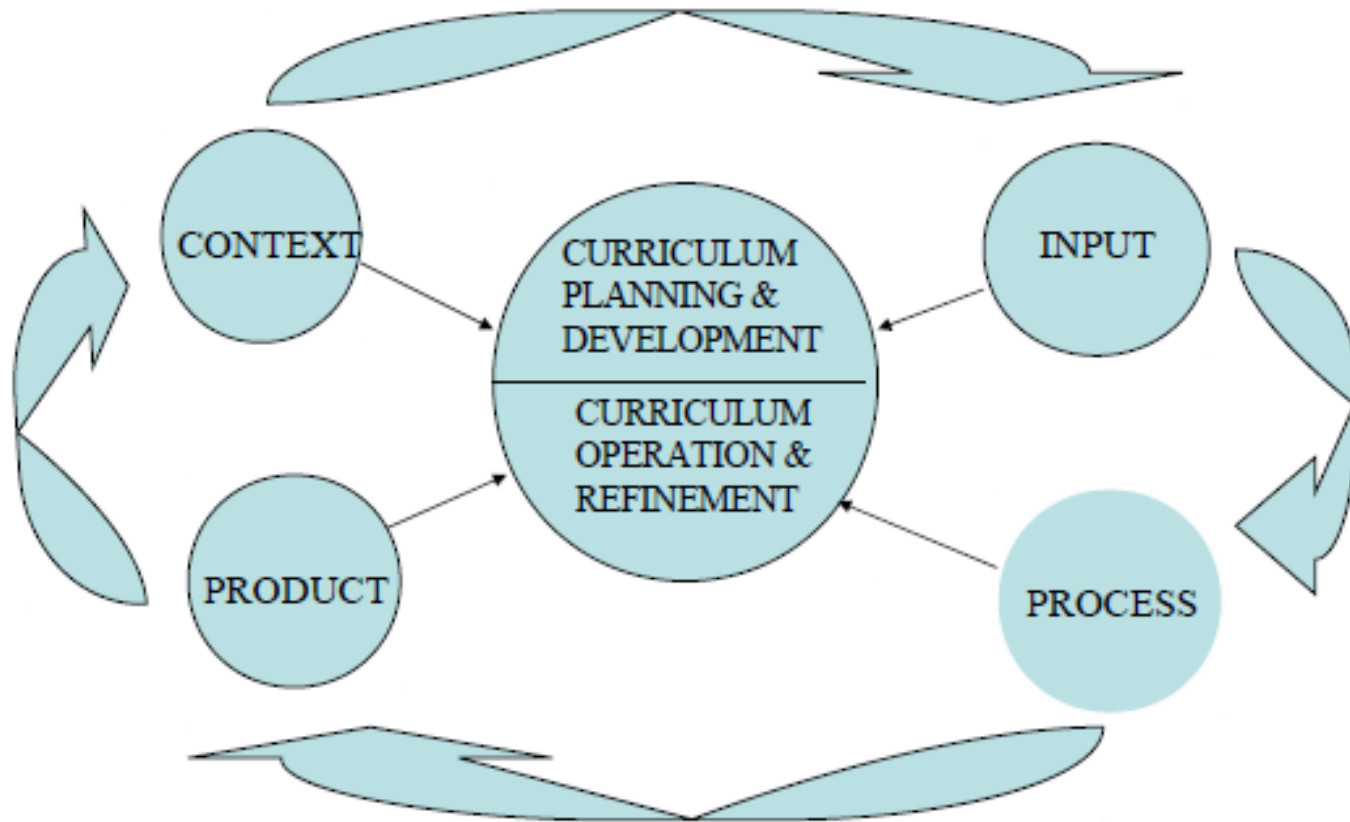 CONTEXT
CURRICULUM
PLANNING &
DEVELOPMENT
INPUT
CURRICULUM
OPERATION &
REFINEMENT
PRODUCT
PROCESS